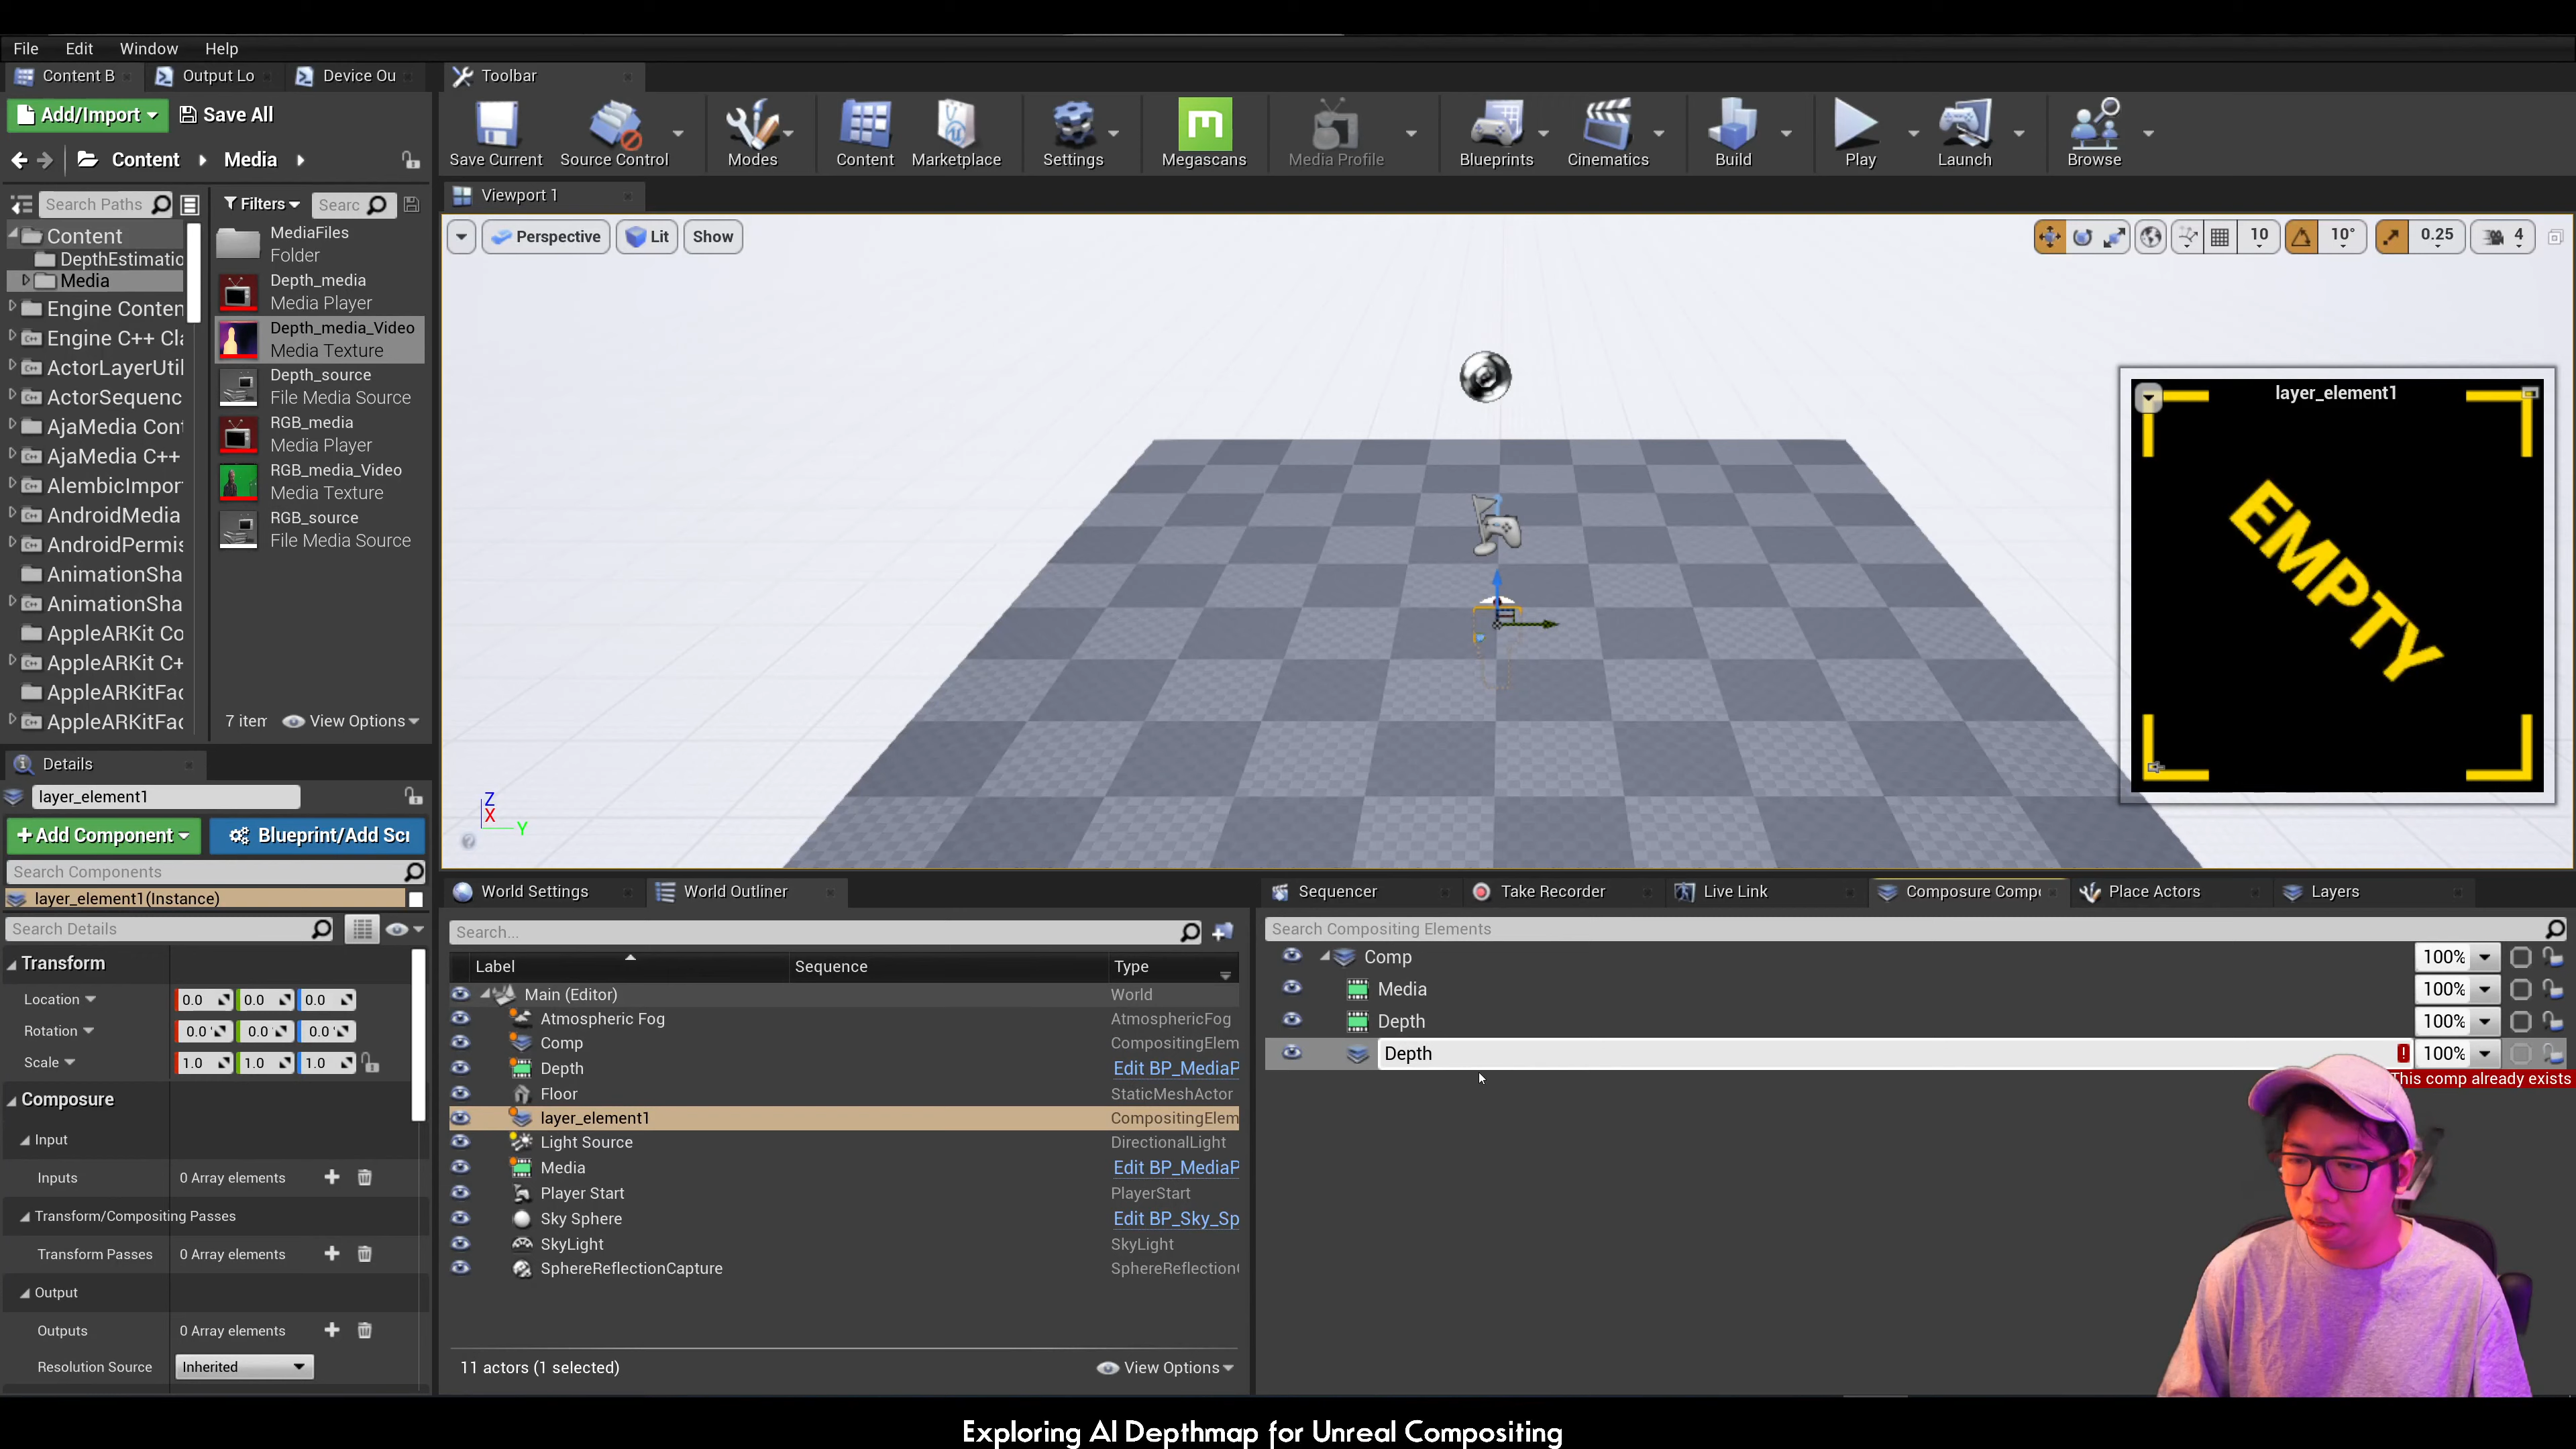 File Edit Window Help
Content B Output Lo Device Ou Toolbar
Add/Import Save All
Save Current Source Control Modes Content Marketplace Settings Megascans Media Profile Blueprints Cinematics Build Play Launch Browse
Content Media
Viewport 1
Search Paths Filters Searc
Perspective Lit Show 10 10° 0.25 4
Content
DepthEstimatic
Media
Engine Conten
Engine C++ Cla
ActorLayerUtil
ActorSequenc
AjaMedia Cont
AjaMedia C++
AlembicImpor
AndroidMedia
AndroidPermis
AnimationSha
AnimationSha
AppleARKit Co
AppleARKit C+
AppleARKitFac
AppleARKitFac
MediaFiles
Folder
Depth_media
Media Player
Depth_media_Video
Media Texture
Depth_source
File Media Source
RGB_media
Media Player
RGB_media_Video
Media Texture
RGB_source
File Media Source
7 iten View Options
layer_element1
EMPTY
Z
X
Y
Details
layer_element1
+Add Component Blueprint/Add Scr
Search Components
layer_element1(Instance)
Search Details
Transform
Location 0.0 0.0 0.0
Rotation 0.0 ° 0.0 ° 0.0 °
Scale 1.0 1.0 1.0
Composure
Input
Inputs 0 Array elements
Transform/Compositing Passes
Transform Passes 0 Array elements
Output
Outputs 0 Array elements
Resolution Source Inherited
World Settings World Outliner
Search...
Label Sequence Type
Main (Editor) World
Atmospheric Fog AtmosphericFog
Comp CompositingElem
Depth Edit BP_MediaP
Floor StaticMeshActor
layer_element1 CompositingElem
Light Source DirectionalLight
Media Edit BP_MediaP
Player Start PlayerStart
Sky Sphere Edit BP_Sky_Sp
SkyLight SkyLight
SphereReflectionCapture SphereReflection
11 actors (1 selected) View Options
Sequencer Take Recorder Live Link Composure Compo Place Actors Layers
Search Compositing Elements
Comp 100%
Media 100%
Depth 100%
Depth ! 100%
This comp already exists
Exploring AI Depthmap for Unreal Compositing